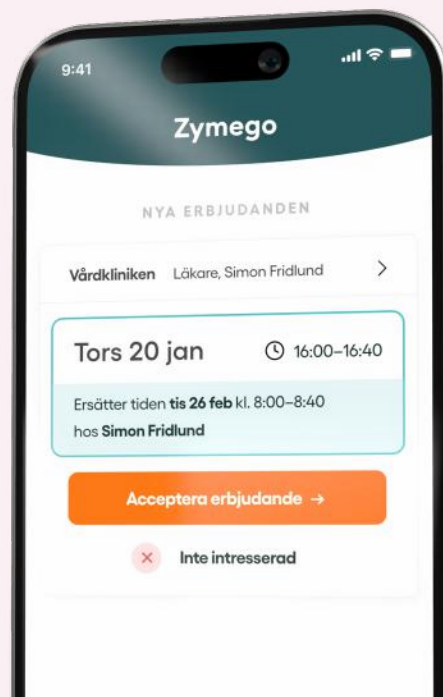 9:41
Zymego
NYA ERBJUDANDEN
Vårdkliniken Läkare, Simon Fridlund
Tors 20 jan 16:00–16:40
Ersätter tiden tis 26 feb kl. 8:00–8:40
hos Simon Fridlund
Acceptera erbjudande →
Inte intresserad